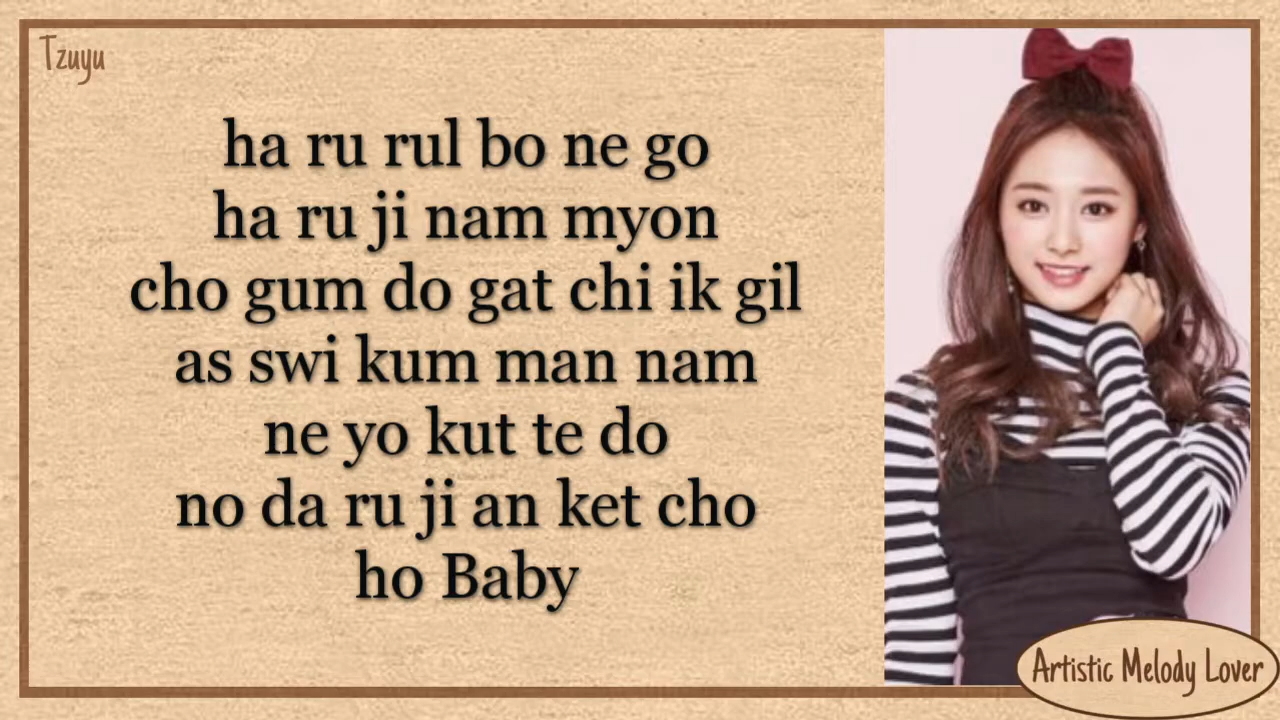 Tzuyu
ha ru rul bo ne go
ha ru ji nam myon
cho gum do gat chi ik gil
as swi kum man nam
ne yo kut te do
no da ru ji an ket cho
ho Baby
Artistic Melody Lover